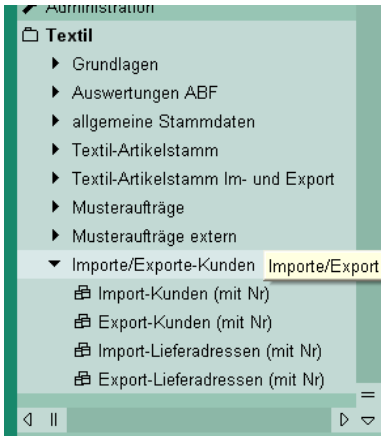 Administration
Textil
Grundlagen
Auswertungen ABF
allgemeine Stammdaten
Textil-Artikelstamm
Textil-Artikelstamm Im- und Export
Musteraufträge
Musteraufträge extern
Importe/Exporte-Kunden Importe/Export
Import-Kunden (mit Nr)
Export-Kunden (mit Nr)
Import-Lieferadressen (mit Nr)
Export-Lieferadressen (mit Nr)